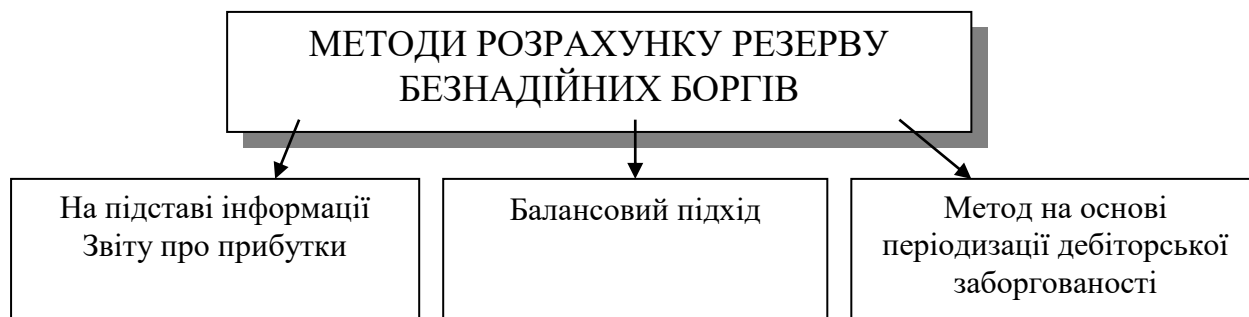 МЕТОДИ РОЗРАХУНКУ РЕЗЕРВУ
БЕЗНАДІЙНИХ БОРГІВ
На підставі інформації
Звіту про прибутки
Балансовий підхід
Метод на основі
періодизації дебіторської
заборгованості